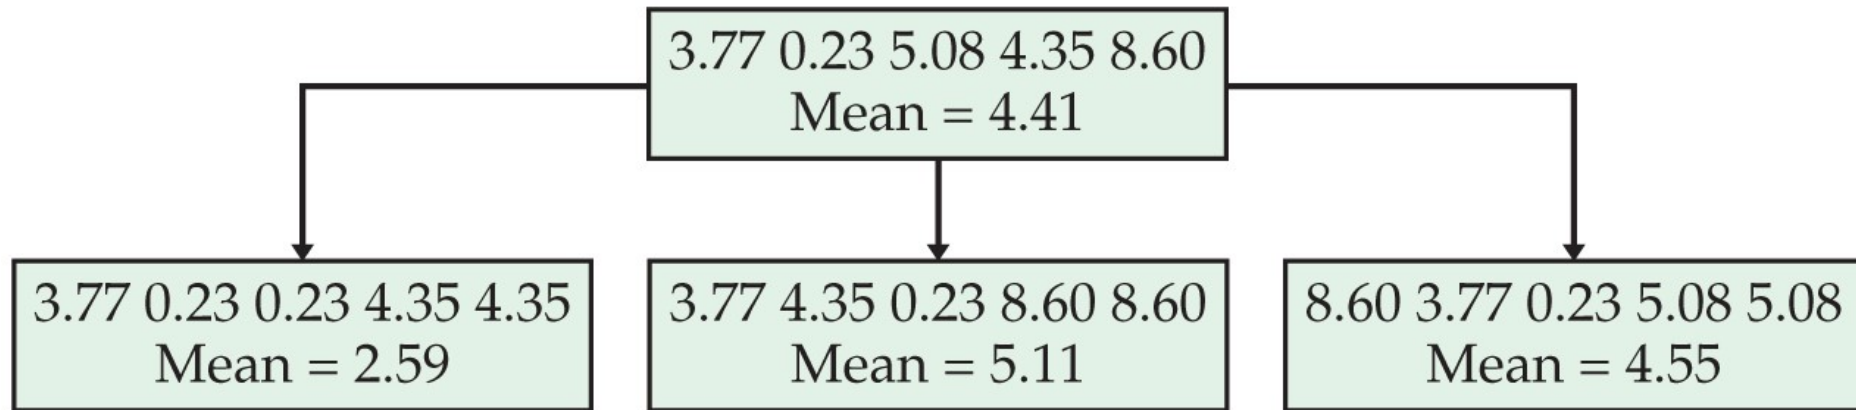 3.77 0.23 5.08 4.35 8.60
Mean = 4.41
3.77 0.23 0.23 4.35 4.35
Mean = 2.59
3.77 4.35 0.23 8.60 8.60
Mean = 5.11
8.60 3.77 0.23 5.08 5.08
Mean = 4.55